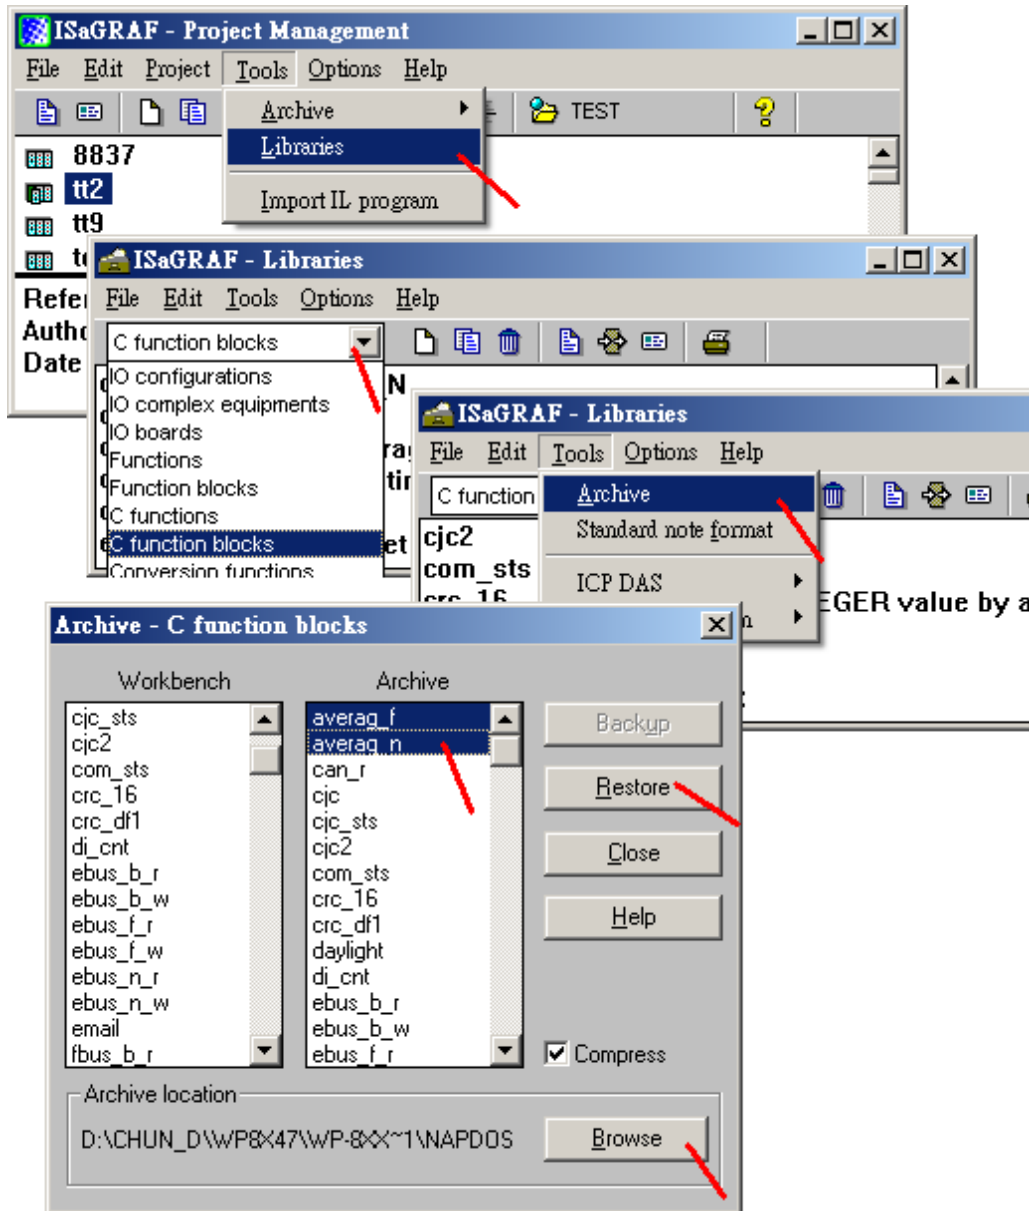 ISaGRAF - Project Management
File Edit Project Tools Options Help
TEST
Archive
Libraries
Import IL program
8837
tt2
tt9
ISaGRAF - Libraries
File Edit Tools Options Help
Refe
Autho
Date
C function blocks
IO configurations
IO complex equipments
IO boards
Functions
Function blocks
C functions
C function blocks
Conversion functions
ISaGRAF - Libraries
File Edit Tools Options Help
C function
Archive
Standard note format
ICP DAS
cjc2
com_sts
crc_16
EGER value by a
Archive - C function blocks
Workbench
cjc_sts
cjc2
com_sts
crc_16
crc_df1
di_cnt
ebus_b_r
ebus_b_w
ebus_f_r
ebus_f_w
ebus_n_r
ebus_n_w
email
fbus_b_r
Archive
averag_f
averag_n
can_r
cjc
cjc_sts
cjc2
com_sts
crc_16
crc_df1
daylight
di_cnt
ebus_b_r
ebus_b_w
ebus_f_r
Backup
Restore
Close
Help
Compress
Archive location
D:\CHUN_D\WP8X47\WP-8XX~1\NAPDOS
Browse